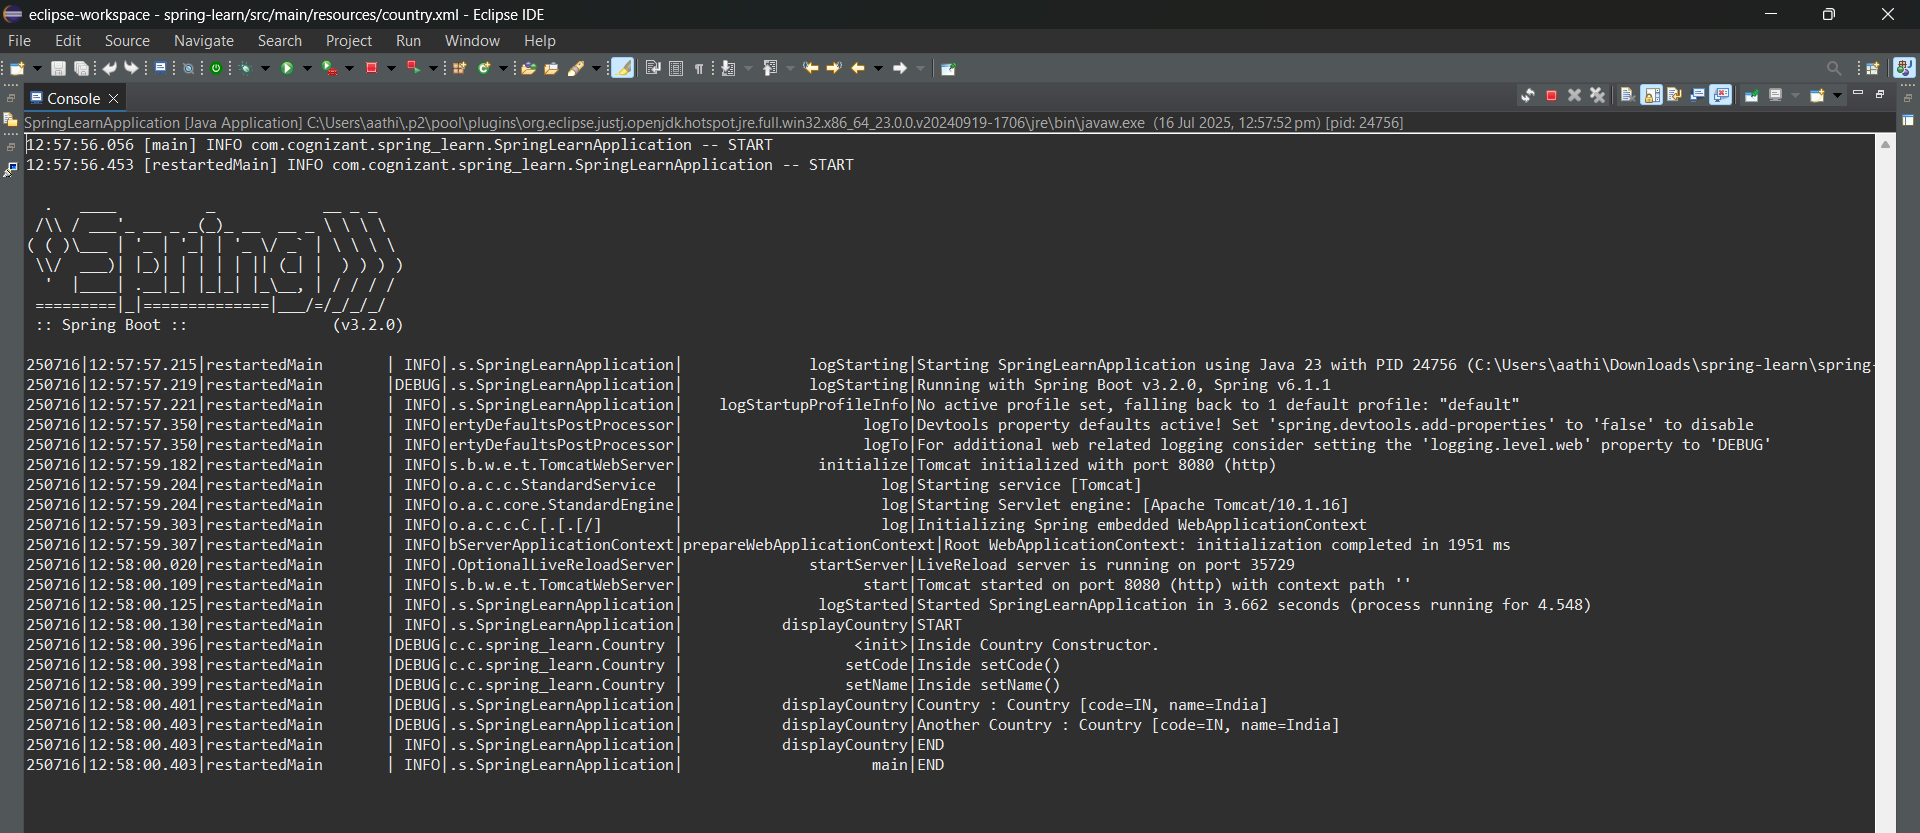 eclipse-workspace - spring-learn/src/main/resources/country.xml - Eclipse IDE
File Edit Source Navigate Search Project Run Window Help
Console
SpringLearnApplication [Java Application] C:\Users\aathi\.p2\pool\plugins\org.eclipse.justj.openjdk.hotspot.jre.full.win32.x86_64_23.0.0.v20240919-1706\jre\bin\javaw.exe (16 Jul 2025, 12:57:52 pm) [pid: 24756]
12:57:56.056 [main] INFO com.cognizant.spring_learn.SpringLearnApplication -- START
12:57:56.453 [restartedMain] INFO com.cognizant.spring_learn.SpringLearnApplication -- START
  .   ____          _            __ _ _
 /\\ / ___'_ __ _ _(_)_ __  __ _ \ \ \ \
( ( )\___ | '_ | '_| | '_ \/ _` | \ \ \ \
 \\/  ___)| |_)| | | | | || (_| |  ) ) ) )
  '  |____| .__|_| |_|_| |_\__, | / / / /
 =========|_|==============|___/=/_/_/_/
 :: Spring Boot ::                (v3.2.0)
250716|12:57:57.215|restartedMain       | INFO|.s.SpringLearnApplication|              logStarting|Starting SpringLearnApplication using Java 23 with PID 24756 (C:\Users\aathi\Downloads\spring-learn\spring-
250716|12:57:57.219|restartedMain       |DEBUG|.s.SpringLearnApplication|              logStarting|Running with Spring Boot v3.2.0, Spring v6.1.1
250716|12:57:57.221|restartedMain       | INFO|.s.SpringLearnApplication|    logStartupProfileInfo|No active profile set, falling back to 1 default profile: "default"
250716|12:57:57.350|restartedMain       | INFO|ertyDefaultsPostProcessor|                    logTo|Devtools property defaults active! Set 'spring.devtools.add-properties' to 'false' to disable
250716|12:57:57.350|restartedMain       | INFO|ertyDefaultsPostProcessor|                    logTo|For additional web related logging consider setting the 'logging.level.web' property to 'DEBUG'
250716|12:57:59.182|restartedMain       | INFO|s.b.w.e.t.TomcatWebServer|               initialize|Tomcat initialized with port 8080 (http)
250716|12:57:59.204|restartedMain       | INFO|o.a.c.c.StandardService  |                      log|Starting service [Tomcat]
250716|12:57:59.204|restartedMain       | INFO|o.a.c.core.StandardEngine|                      log|Starting Servlet engine: [Apache Tomcat/10.1.16]
250716|12:57:59.303|restartedMain       | INFO|o.a.c.c.C.[.[.[/]        |                      log|Initializing Spring embedded WebApplicationContext
250716|12:57:59.307|restartedMain       | INFO|bServerApplicationContext|prepareWebApplicationContext|Root WebApplicationContext: initialization completed in 1951 ms
250716|12:58:00.020|restartedMain       | INFO|.OptionalLiveReloadServer|              startServer|LiveReload server is running on port 35729
250716|12:58:00.109|restartedMain       | INFO|s.b.w.e.t.TomcatWebServer|                    start|Tomcat started on port 8080 (http) with context path ''
250716|12:58:00.125|restartedMain       | INFO|.s.SpringLearnApplication|               logStarted|Started SpringLearnApplication in 3.662 seconds (process running for 4.548)
250716|12:58:00.130|restartedMain       | INFO|.s.SpringLearnApplication|           displayCountry|START
250716|12:58:00.396|restartedMain       |DEBUG|c.c.spring_learn.Country |                   <init>|Inside Country Constructor.
250716|12:58:00.398|restartedMain       |DEBUG|c.c.spring_learn.Country |                  setCode|Inside setCode()
250716|12:58:00.399|restartedMain       |DEBUG|c.c.spring_learn.Country |                  setName|Inside setName()
250716|12:58:00.401|restartedMain       |DEBUG|.s.SpringLearnApplication|           displayCountry|Country : Country [code=IN, name=India]
250716|12:58:00.403|restartedMain       |DEBUG|.s.SpringLearnApplication|           displayCountry|Another Country : Country [code=IN, name=India]
250716|12:58:00.403|restartedMain       | INFO|.s.SpringLearnApplication|           displayCountry|END
250716|12:58:00.403|restartedMain       | INFO|.s.SpringLearnApplication|                     main|END